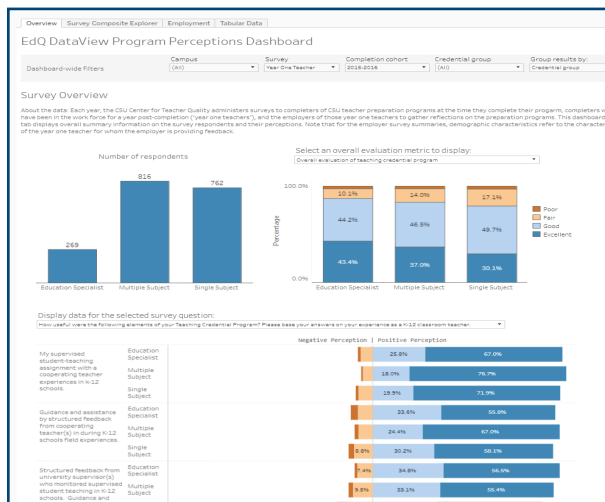 Overview
Survey Composite Explorer
Employment
Tabular Data
EdQ DataView Program Perceptions Dashboard
Dashboard-wide Filters
Campus
(All)
Survey
Year One Teacher
Completion cohort
2015-2016
Credential group
(All)
Group results by:
Credential group
Survey Overview
About the data: Each year, the CSU Center for Teacher Quality administers surveys to completers of CSU teacher preparation programs at the time they complete their program, completers w
have been in the work force for a year post-completion ("year one teachers"), and the employers of those year one teachers to gather reflections on the preparation programs. This dashboard
tab displays overall summary information on the survey respondents and their perceptions. Note that for the employer survey summaries, demographic characteristics refer to the character
of the year one teacher for whom the employer is providing feedback.
Number of respondents
269
816
762
Education Specialist
Multiple Subject
Single Subject
Select an overall evaluation metric to display:
Overall evaluation of teaching credential program
Percentage
100.0%
0.0%
10.1%
14.0%
17.1%
44.2%
46.5%
49.7%
43.4%
37.0%
30.1%
Education Specialist
Multiple Subject
Single Subject
Poor
Fair
Good
Excellent
Display data for the selected survey question:
How useful were the following elements of your Teaching Credential Program? Please base your answers on your experience as a K-12 classroom teacher.
Negative Perception | Positive Perception
My supervised
student-teaching
assignment with a
cooperating teacher
experiences in k-12
schools.
Education
Specialist
25.8%
67.0%
Multiple
Subject
18.0%
76.7%
Single
Subject
19.9%
71.9%
Guidance and assistance
by structured feedback
from cooperating
teacher(s) in during K-12
schools field experiences.
Education
Specialist
33.6%
55.8%
Multiple
Subject
24.4%
67.0%
Single
Subject
8.8%
30.2%
58.1%
Structured feedback from
university supervisor(s)
who monitored supervised
student teaching in K-12
schools. Guidance and
Education
Specialist
7.4%
34.8%
56.5%
Multiple
Subject
9.5%
33.1%
55.4%